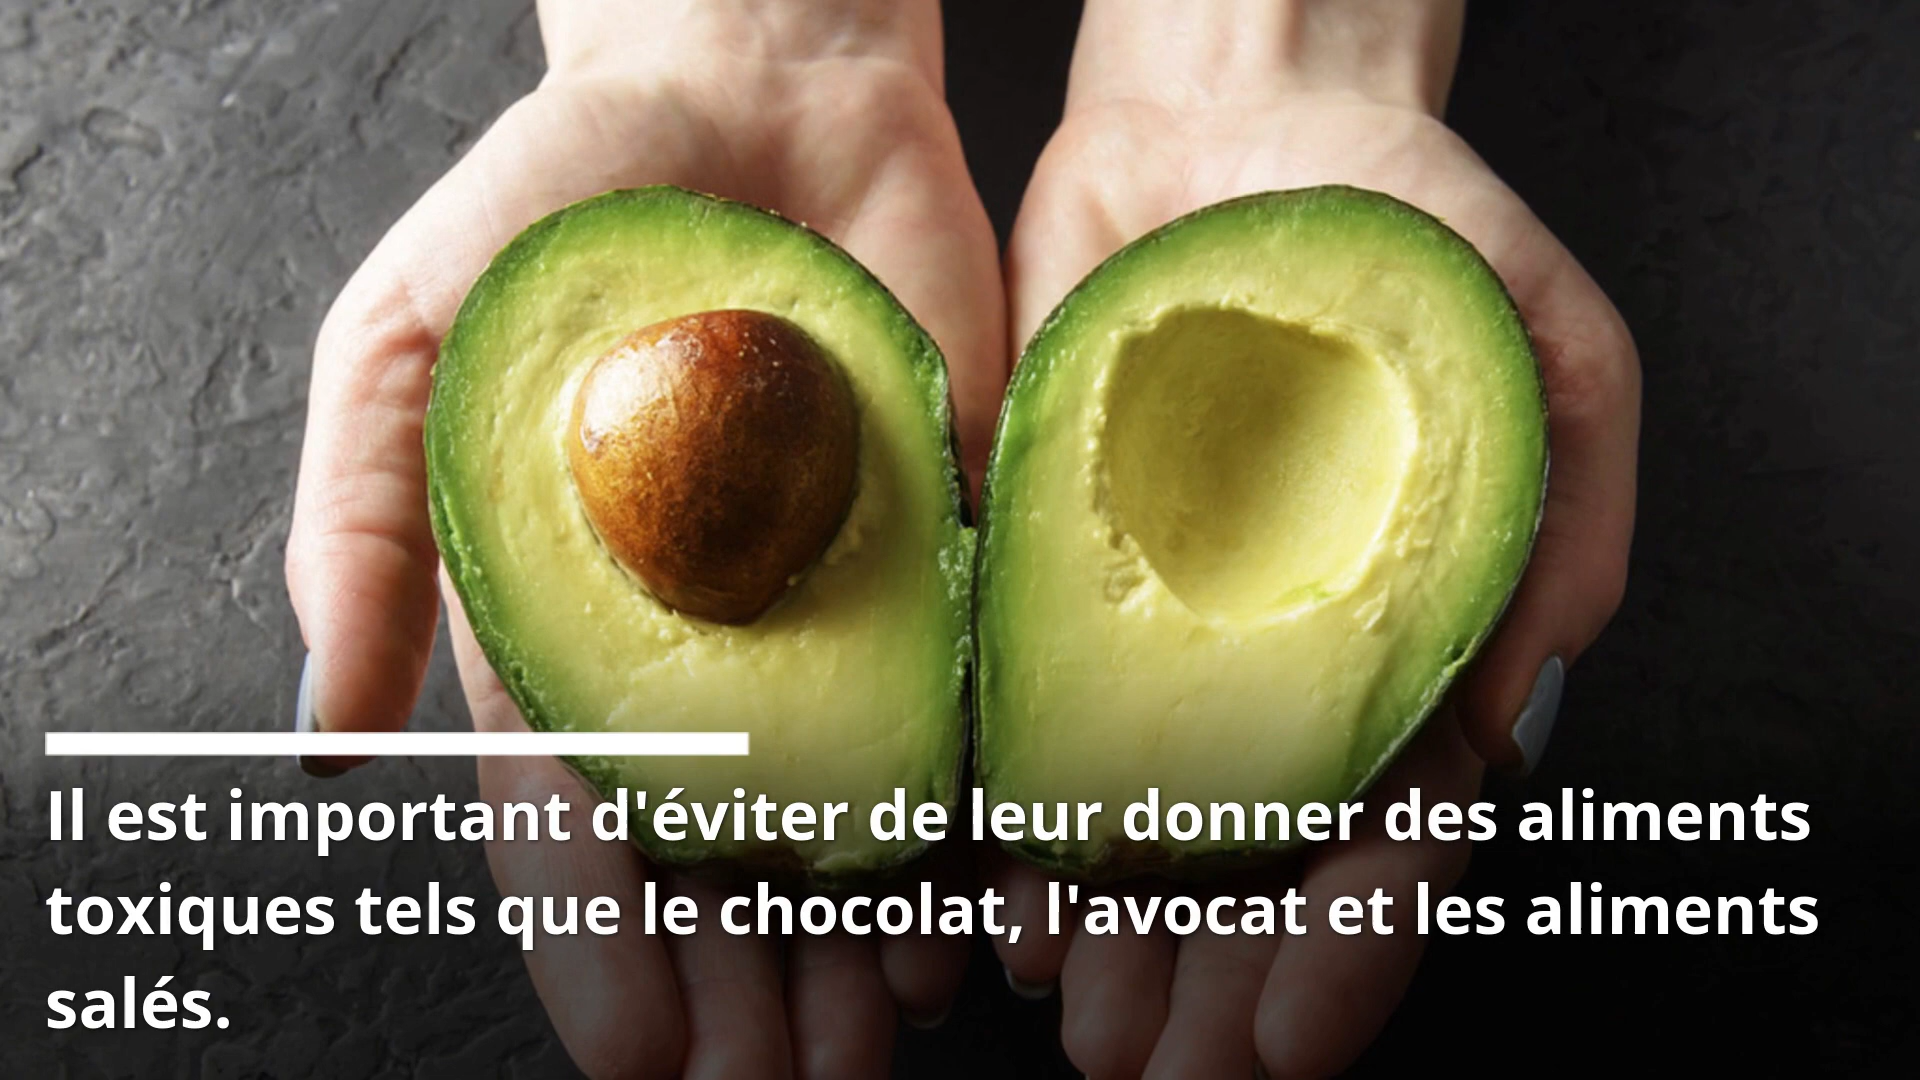 Il est important d'éviter de leur donner des aliments
toxiques tels que le chocolat, l'avocat et les aliments
salés.